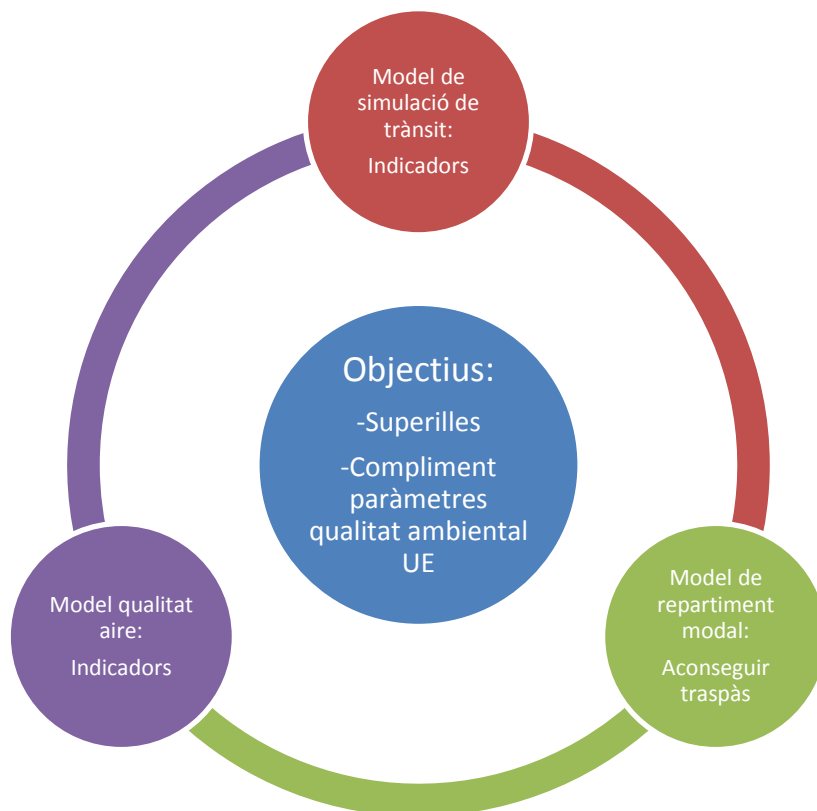 Model de
simulació de
trànsit:
Indicadors
Objectius:
-Superilles
-Compliment
paràmetres
qualitat ambiental
UE
Model qualitat
aire:
Indicadors
Model de
repartiment
modal:
Aconseguir
traspàs